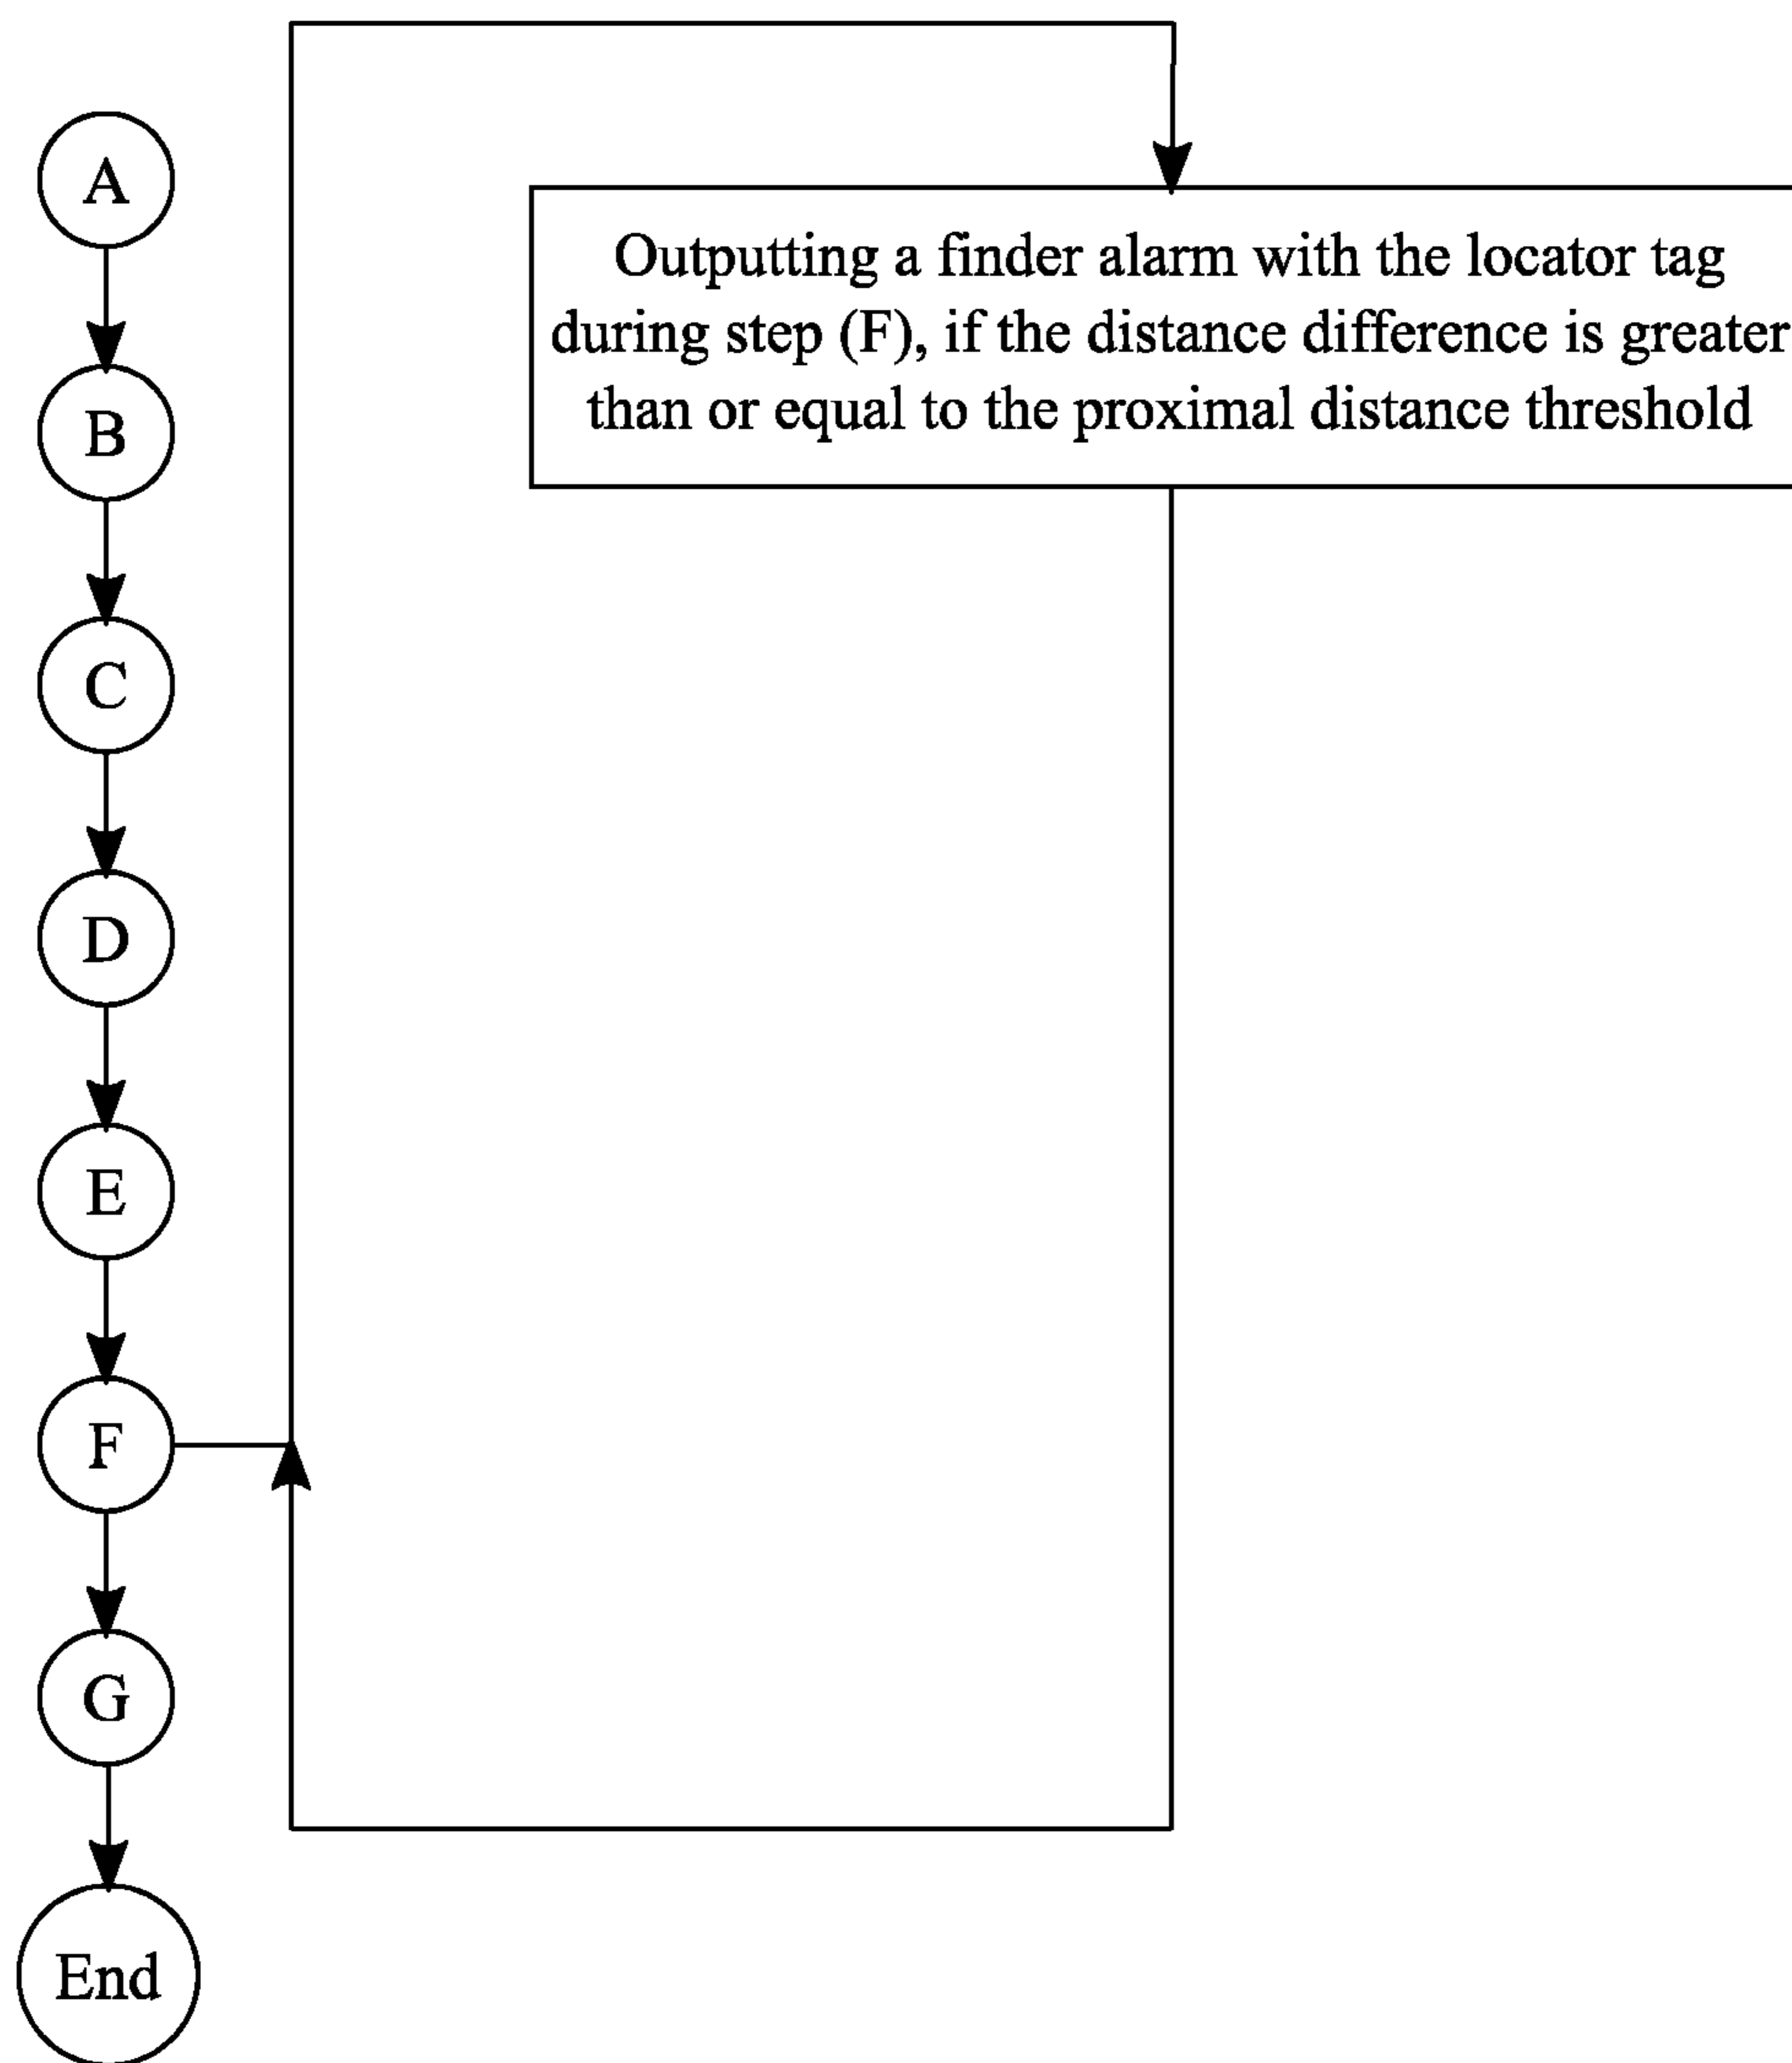 A
B
C
D
E
F
G
End
Outputting a finder alarm with the locator tag
during step (F), if the distance difference is greater
than or equal to the proximal distance threshold